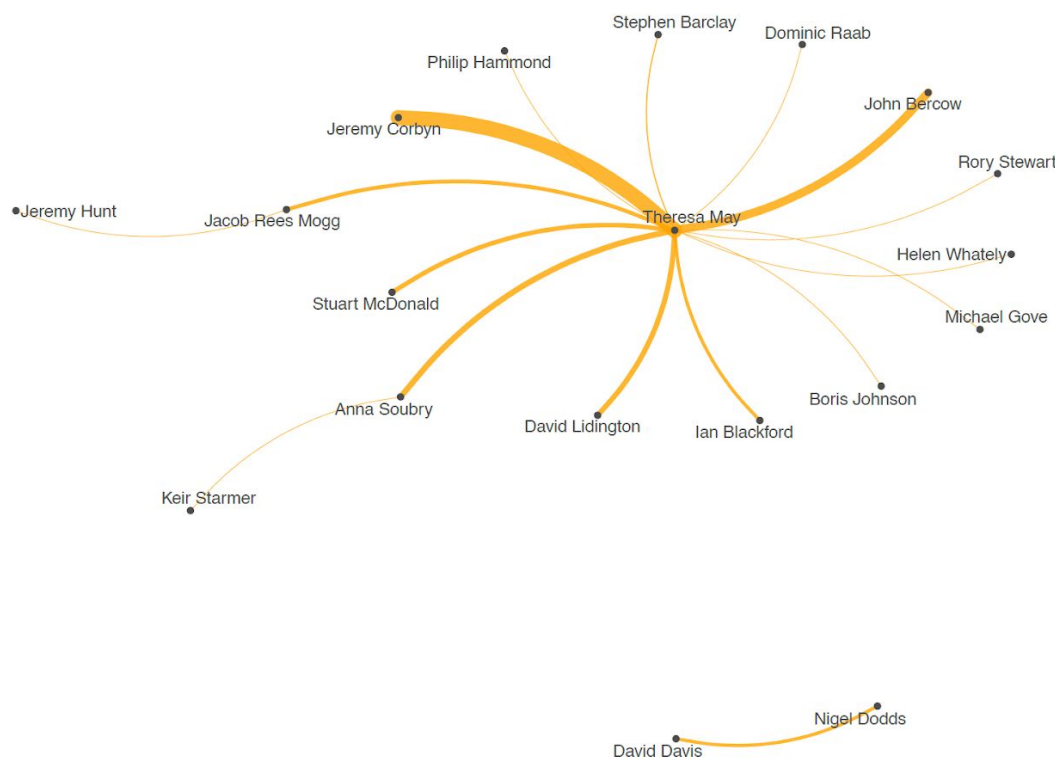 Stephen Barclay
Dominic Raab
Philip Hammond
John Bercow
Jeremy Corbyn
Rory Stewart
Jeremy Hunt
Jacob Rees Mogg
Theresa May
Helen Whately
Stuart McDonald
Michael Gove
Boris Johnson
Anna Soubry
David Lidington
Ian Blackford
Keir Starmer
Nigel Dodds
David Davis